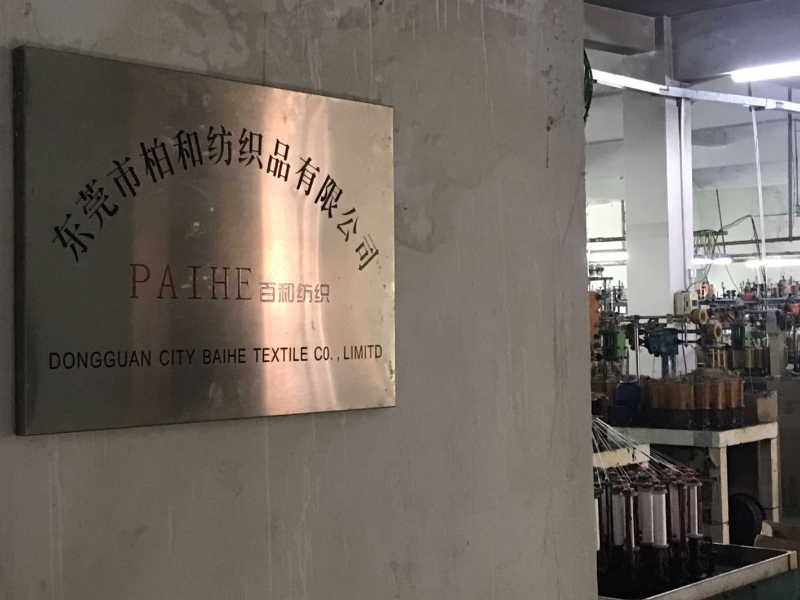 东莞市柏和纺织品有限公司
PAIHE 百和纺织
DONGGUAN CITY BAIHE TEXTILE CO., LIMITD